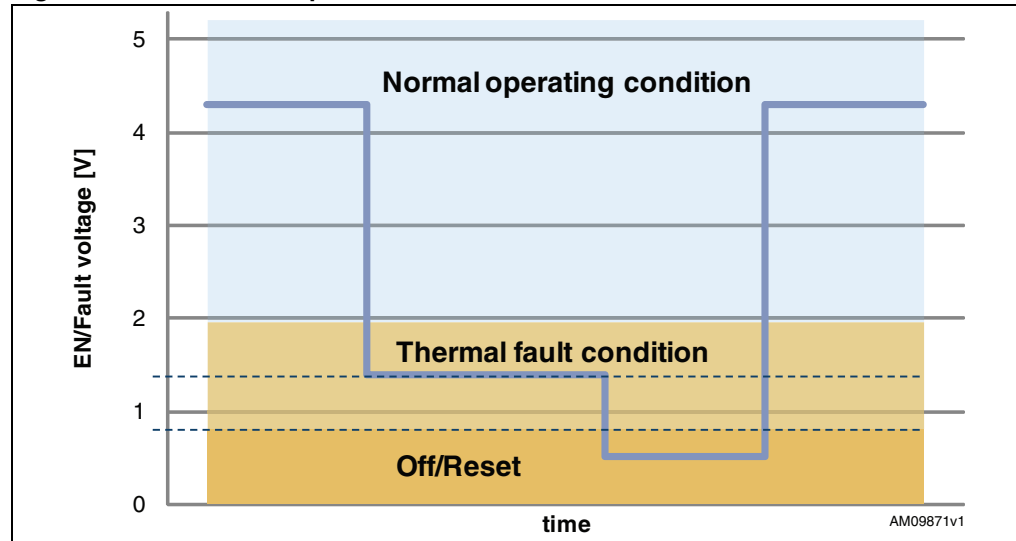 5
Normal operating condition
4
EN/Fault voltage [V]
3
2
Thermal fault condition
1
Off/Reset
0
time
AM09871v1